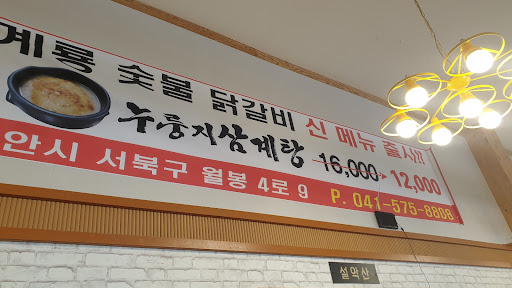 계룡 숯불 닭갈비 신 메뉴 출시!!
누룽지삼계탕 16,000 > 12,000
안시 서북구 월봉 4로 9 P. 041-575-8808
설악산